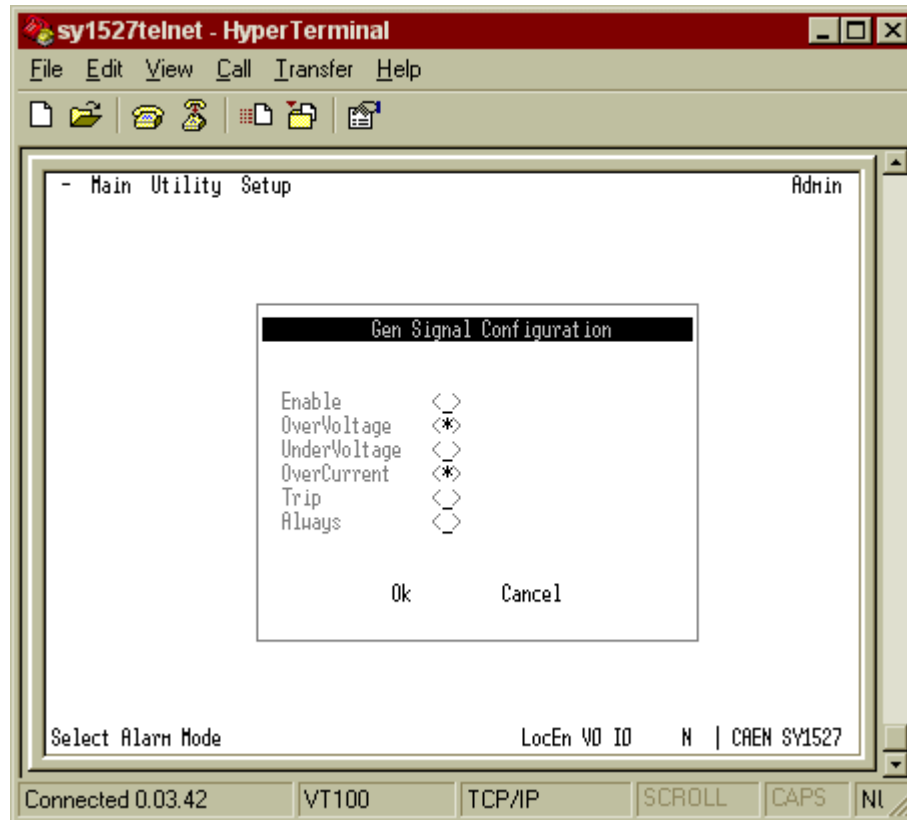 sy1527telnet - HyperTerminal
File Edit View Call Transfer Help
- Main Utility Setup Admin
Gen Signal Configuration
Enable <_>
OverVoltage <*>
UnderVoltage <_>
OverCurrent <*>
Trip <_>
Always <_>
Ok Cancel
Select Alarm Mode LocEn V0 I0 N | CAEN SY1527
Connected 0.03.42 VT100 TCP/IP SCROLL CAPS